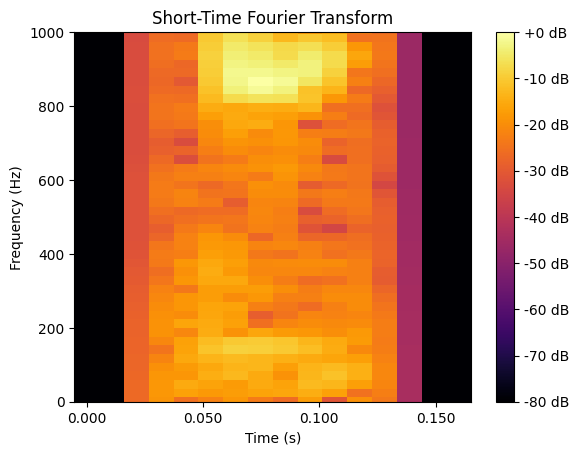 Short-Time Fourier Transform
1000
800
600
400
200
0
Frequency (Hz)
0.000
0.050
0.100
0.150
Time (s)
+0 dB
-10 dB
-20 dB
-30 dB
-40 dB
-50 dB
-60 dB
-70 dB
-80 dB